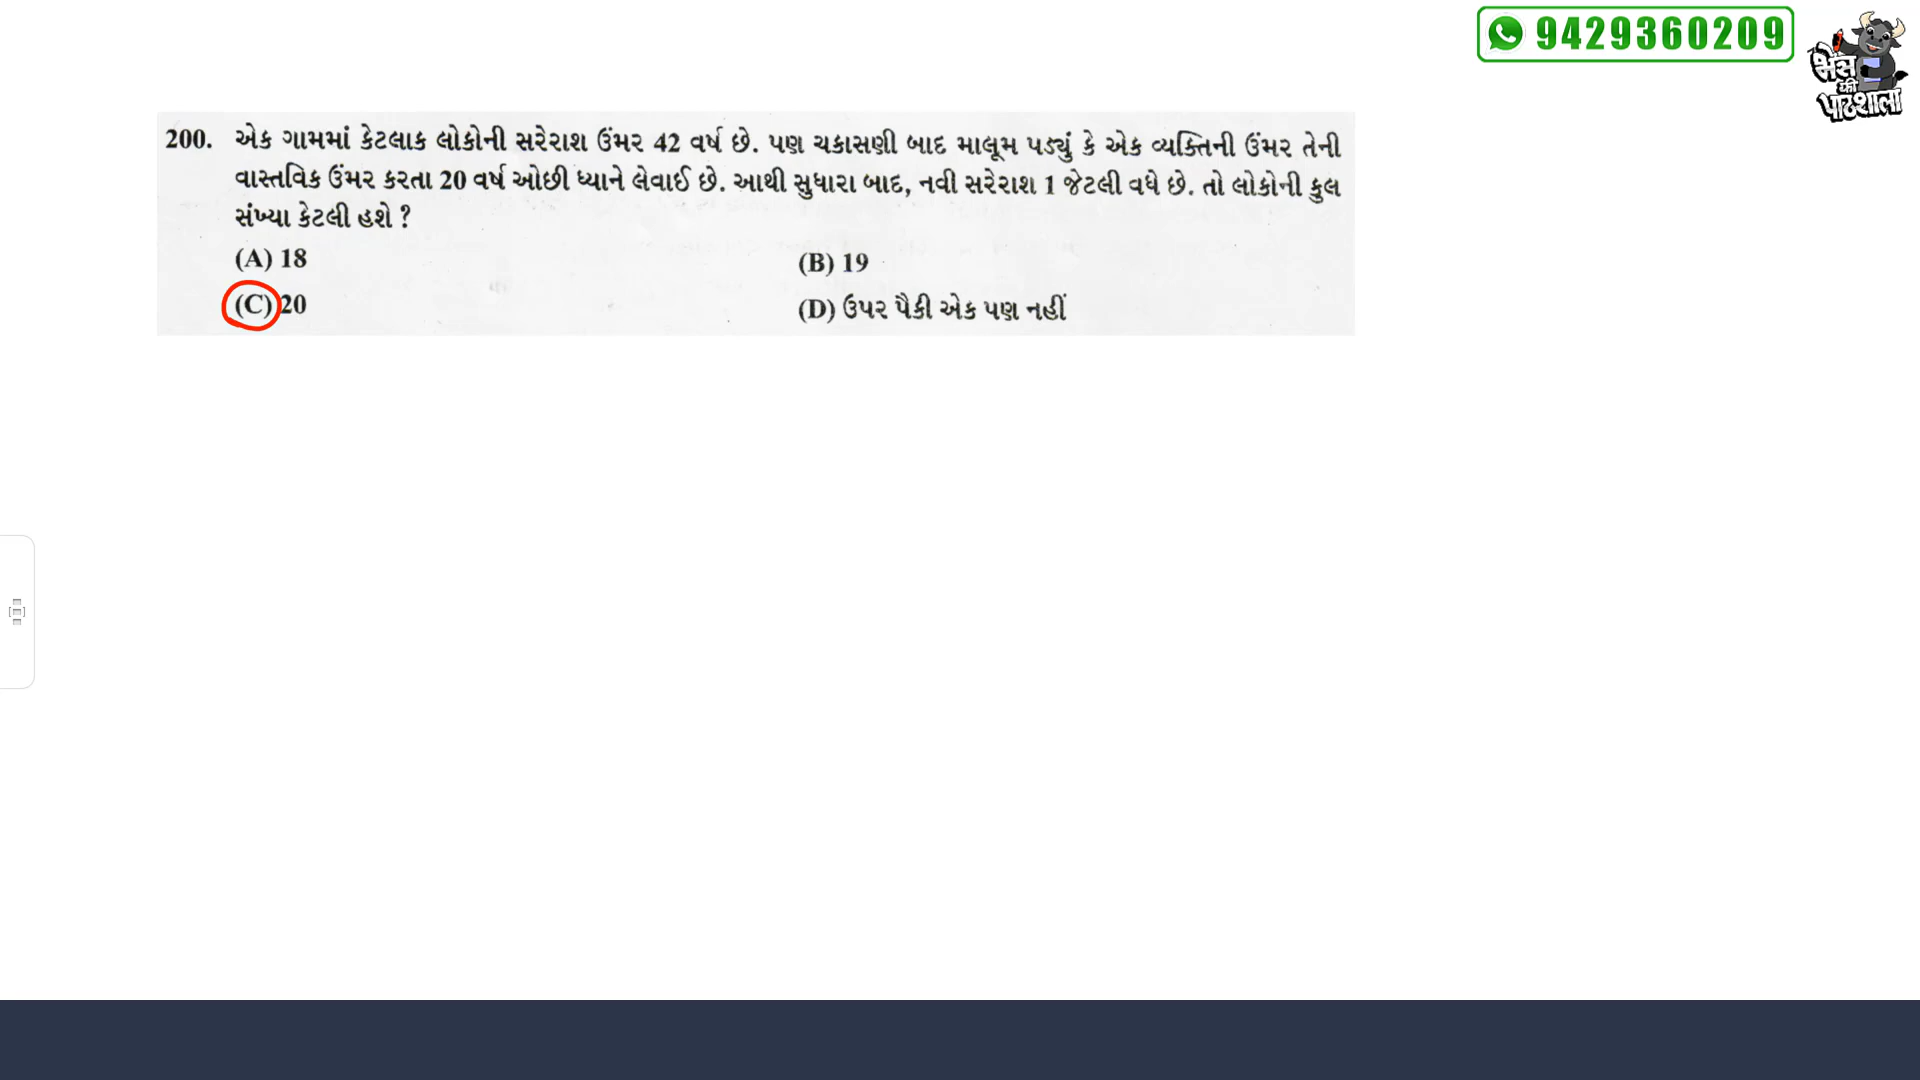 9429360209
भैंस
की
पाठशाला
200. એક ગામમાં કેટલાક લોકોની સરેરાશ ઉંમર 42 વર્ષ છે. પણ ચકાસણી બાદ માલૂમ પડ્યું કે એક વ્યક્તિની ઉંમર તેની
વાસ્તવિક ઉંમર કરતા 20 વર્ષ ઓછી ધ્યાને લેવાઈ છે. આથી સુધારા બાદ, નવી સરેરાશ 1 જેટલી વધે છે. તો લોકોની કુલ
સંખ્યા કેટલી હશે ?
(A) 18
(B) 19
(C) 20
(D) ઉપર પૈકી એક પણ નહીં